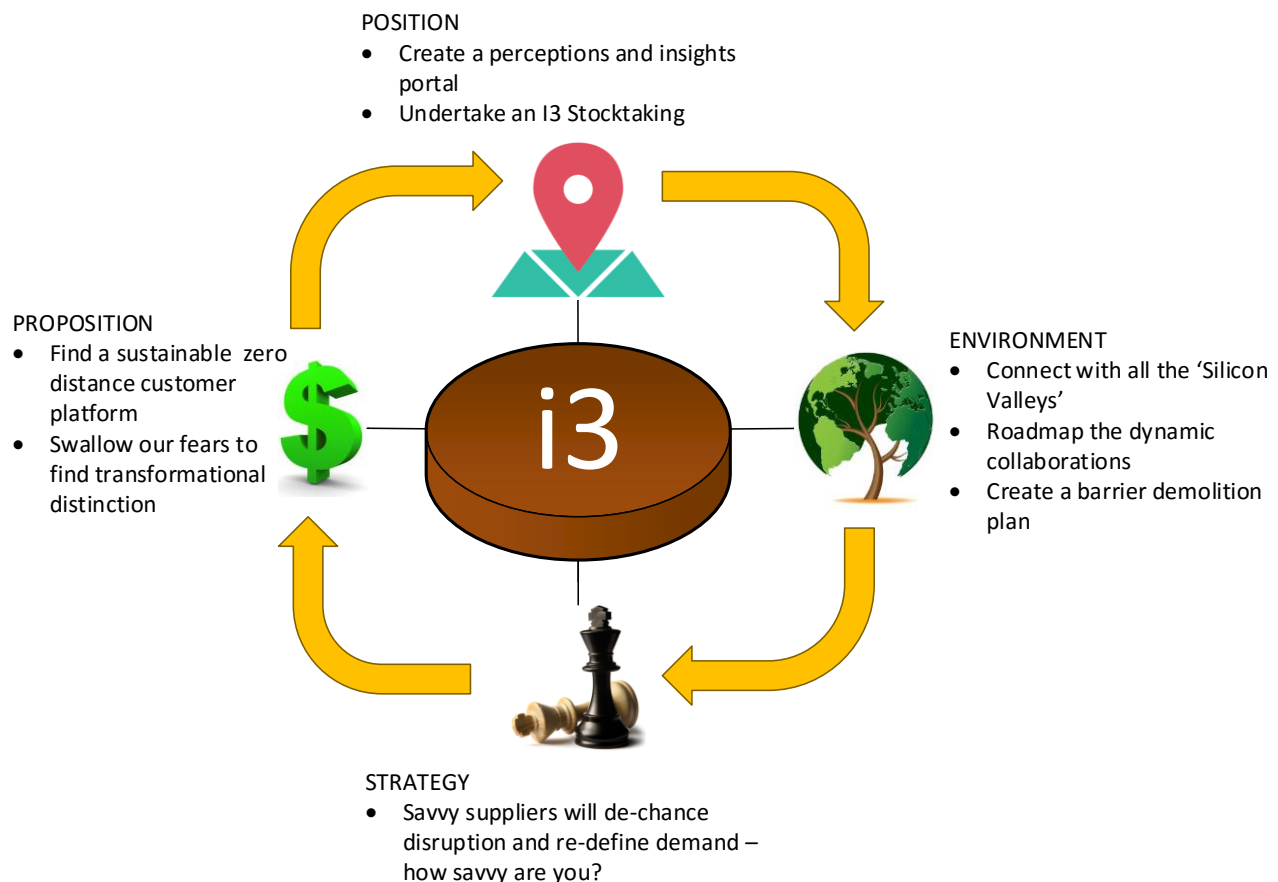 POSITION
• Create a perceptions and insights
portal
• Undertake an I3 Stocktaking
PROPOSITION
• Find a sustainable zero
distance customer
platform
• Swallow our fears to
find transformational
distinction
i3
ENVIRONMENT
• Connect with all the ‘Silicon
Valleys’
• Roadmap the dynamic
collaborations
• Create a barrier demolition
plan
STRATEGY
• Savvy suppliers will de-chance
disruption and re-define demand –
how savvy are you?